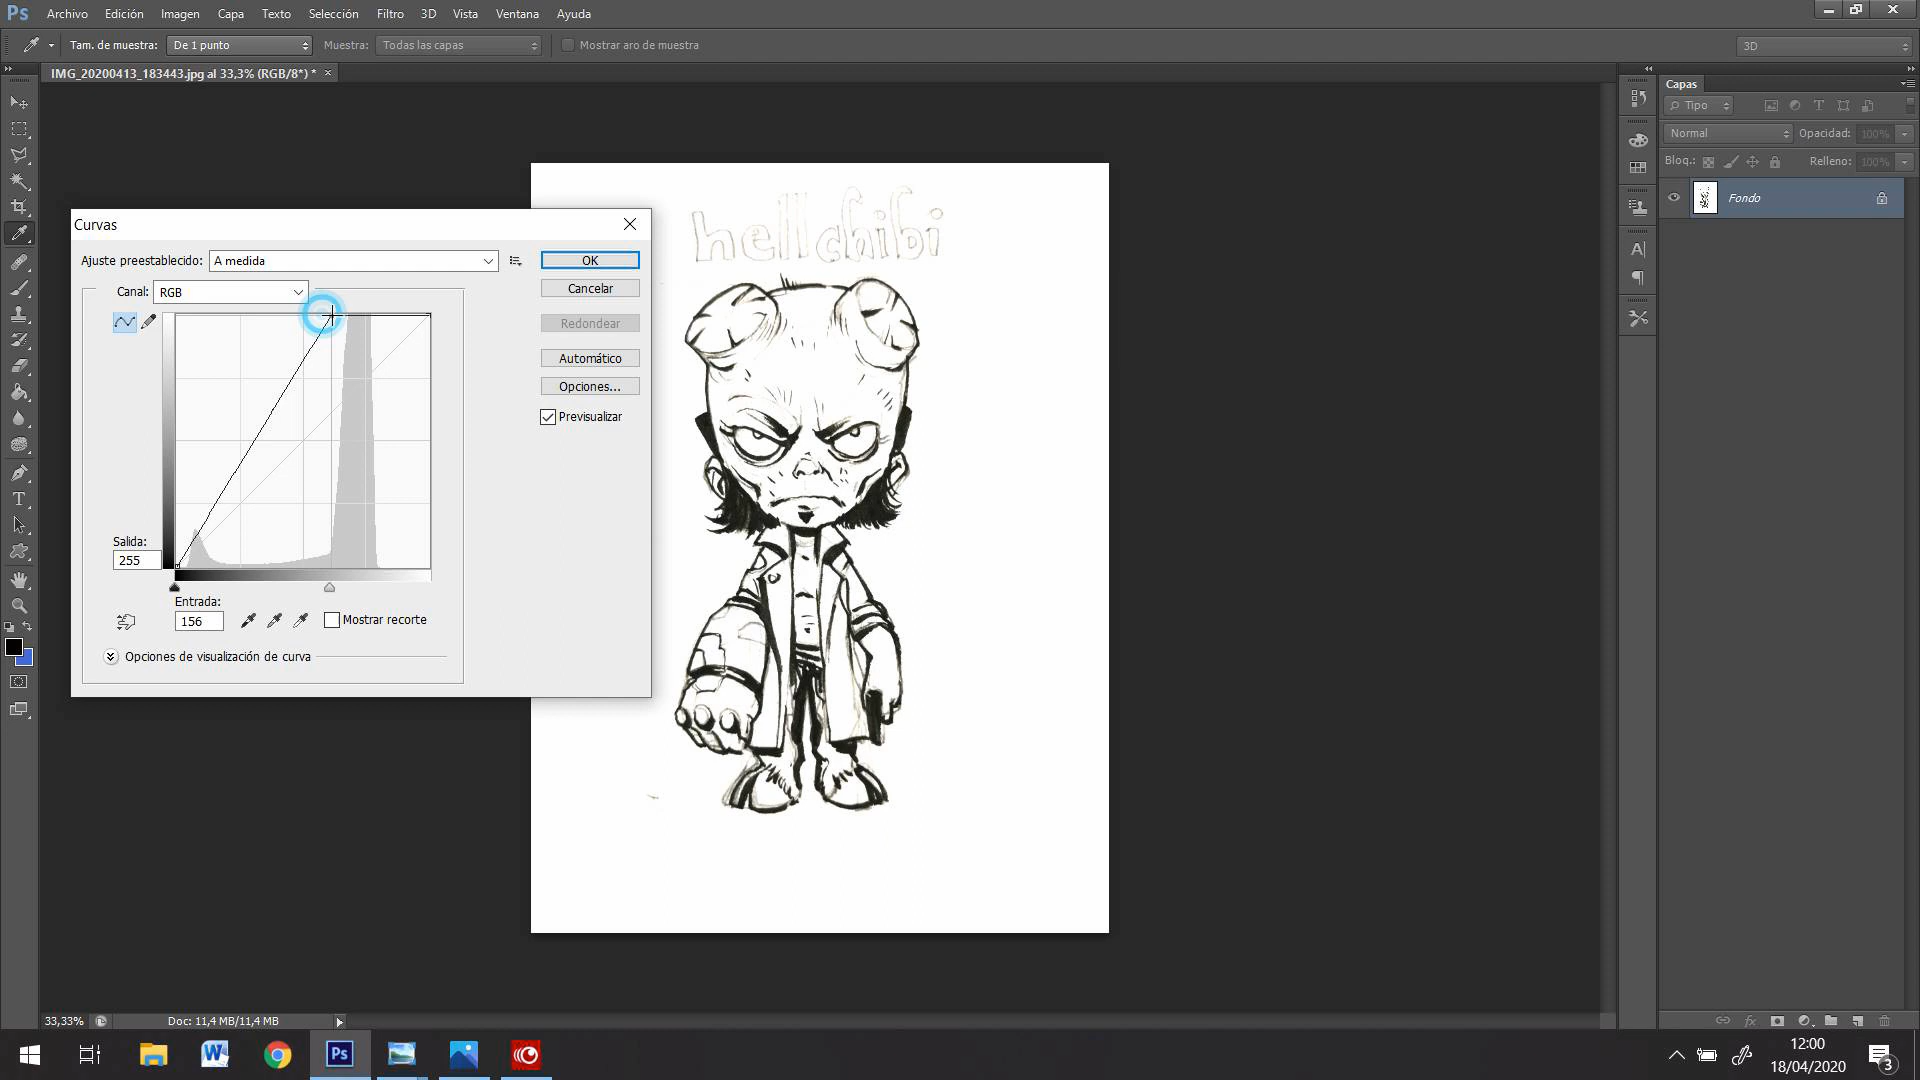 Ps Archivo Edición Imagen Capa Texto Selección Filtro 3D Vista Ventana Ayuda
Tam. de muestra: De 1 punto Muestra: Todas las capas Mostrar aro de muestra 3D
IMG_20200413_183443.jpg al 33,3% (RGB/8*) * ×
Capas
Tipo
Normal Opacidad: 100%
Bloq.: Relleno: 100%
Fondo
hellchibi
Curvas
Ajuste preestablecido: A medida OK
Canal: RGB Cancelar
Redondear
Automático
Opciones...
Previsualizar
Salida:
255
Entrada:
156 Mostrar recorte
Opciones de visualización de curva
33,33% Doc: 11,4 MB/11,4 MB
12:00
18/04/2020
3